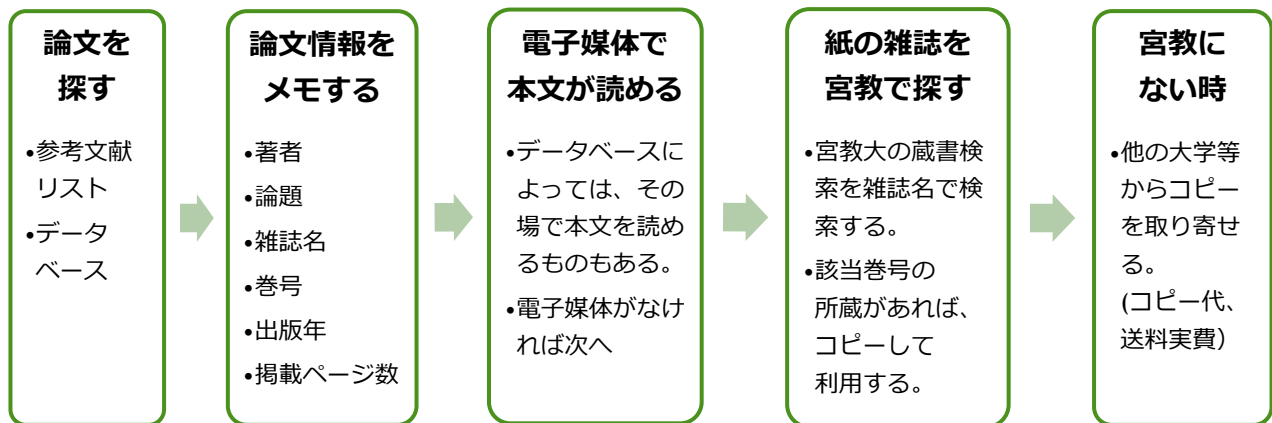 論文を
探す
•参考文献
リスト
•データ
ベース
論文情報を
メモする
•著者
•論題
•雑誌名
•巻号
•出版年
•掲載ページ数
電子媒体で
本文が読める
•データベースに
よっては、その
場で本文を読め
るものもある。
•電子媒体がなけ
れば次へ
紙の雑誌を
宮教で探す
•宮教大の蔵書検
索を雑誌名で検
索する。
•該当巻号の
所蔵があれば、
コピーして
利用する。
宮教に
ない時
•他の大学等
からコピー
を取り寄せ
る。
(コピー代、
送料実費）